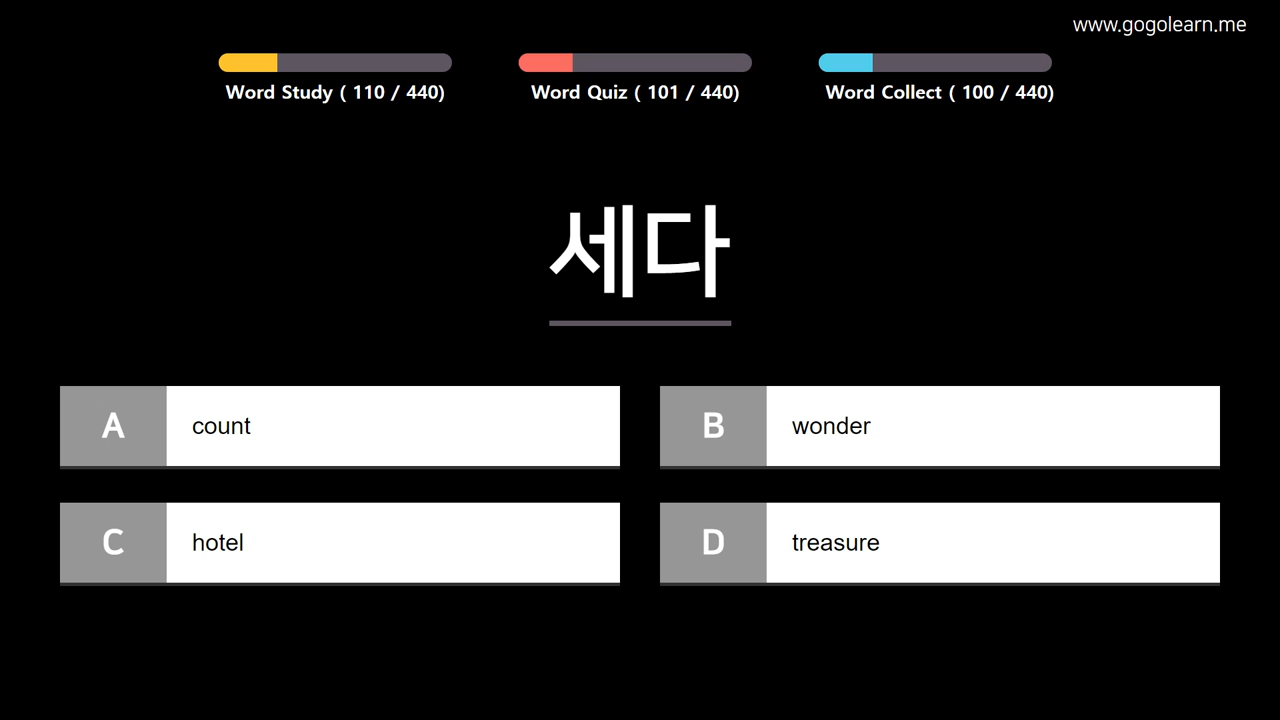 www.gogolearn.me
Word Study ( 110 / 440)
Word Quiz ( 101 / 440)
Word Collect ( 100 / 440)
세다
A count
B wonder
C hotel
D treasure